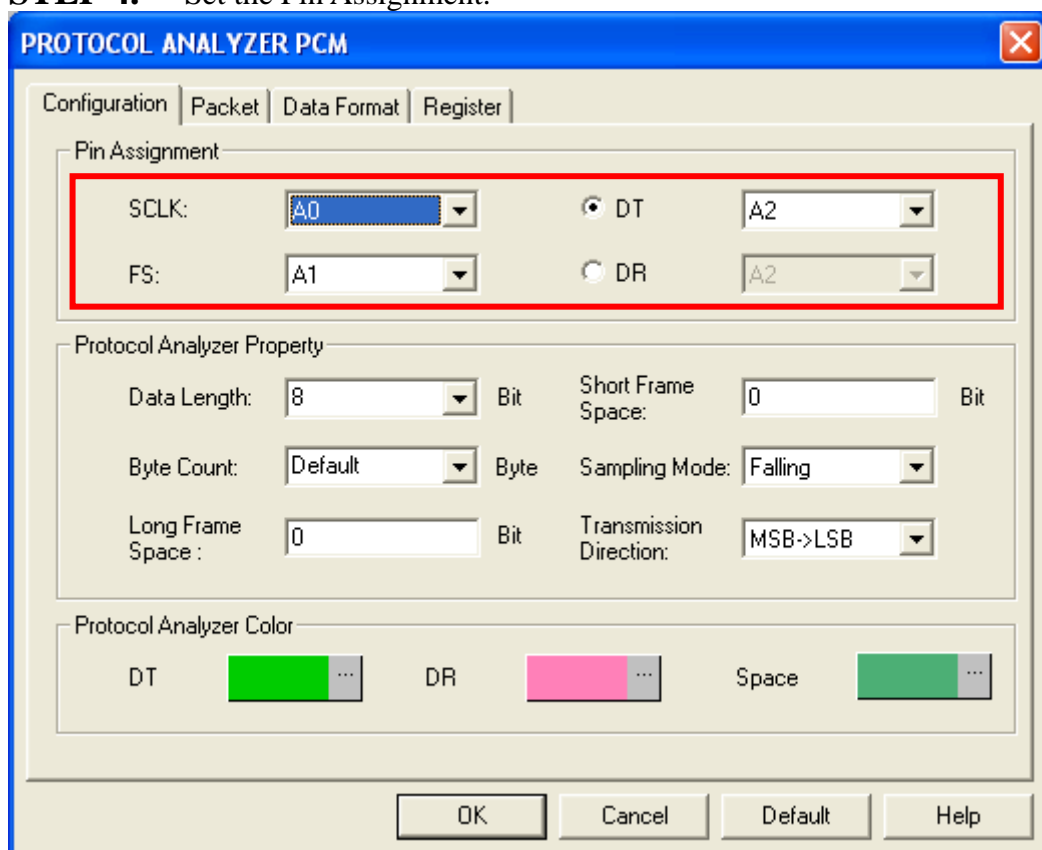 STEP 4. Set the Pin Assignment.
PROTOCOL ANALYZER PCM
Configuration Packet Data Format Register
Pin Assignment
SCLK: A0 DT A2
FS: A1 DR A2
Protocol Analyzer Property
Data Length: 8 Bit Short Frame Space: 0 Bit
Byte Count: Default Byte Sampling Mode: Falling
Long Frame Space : 0 Bit Transmission Direction: MSB->LSB
Protocol Analyzer Color
DT ... DR ... Space ...
OK Cancel Default Help